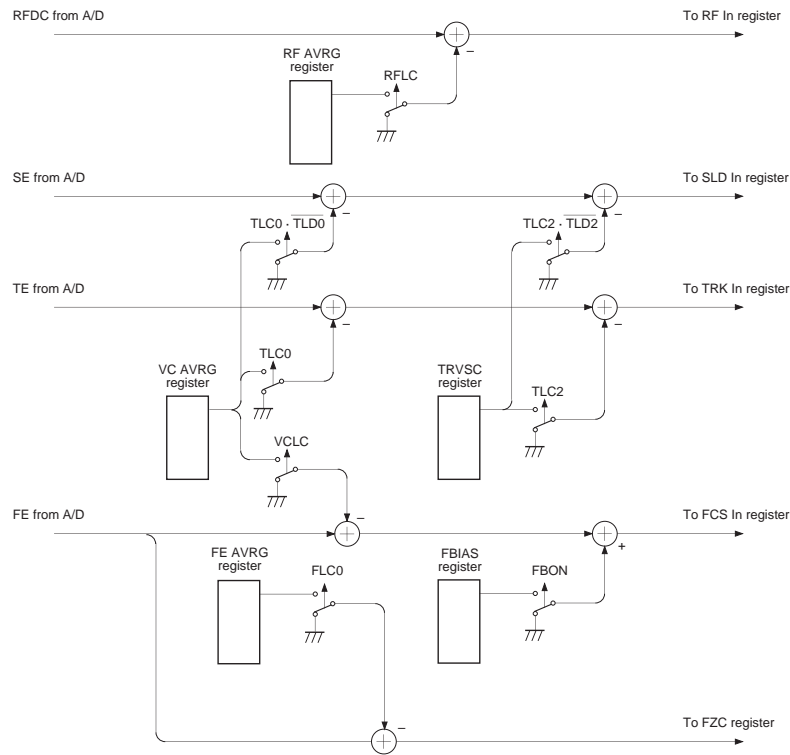 RFDC from A/D
To RF In register
RF AVRG
register
RFLC
−
SE from A/D
To SLD In register
−
−
TLC0 · T̅L̅D̅0̅
TLC2 · T̅L̅D̅2̅
TE from A/D
To TRK In register
−
−
VC AVRG
register
TLC0
TRVSC
register
TLC2
VCLC
−
FE from A/D
To FCS In register
+
FE AVRG
register
FLC0
FBIAS
register
FBON
−
To FZC register